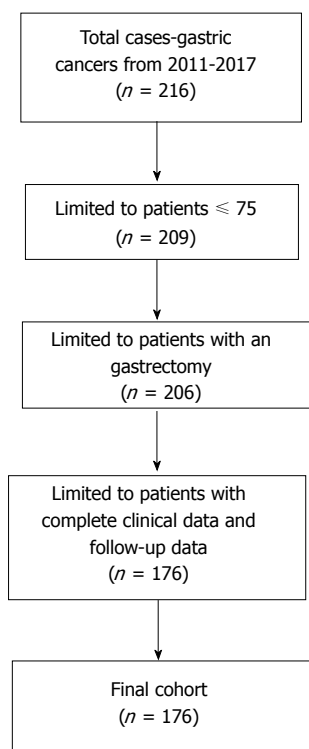 Total cases-gastric
cancers from 2011-2017
(n = 216)
Limited to patients ⩽ 75
(n = 209)
Limited to patients with an
gastrectomy
(n = 206)
Limited to patients with
complete clinical data and
follow-up data
(n = 176)
Final cohort
(n = 176)